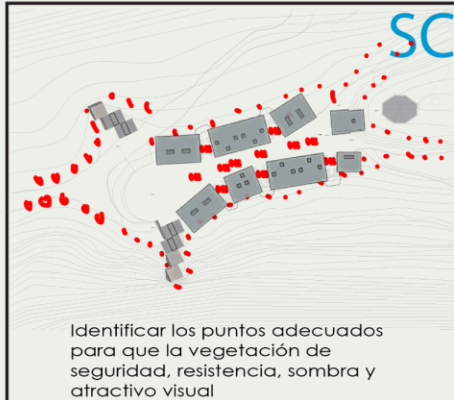 SC
Identificar los puntos adecuados
para que la vegetación de
seguridad, resistencia, sombra y
atractivo visual